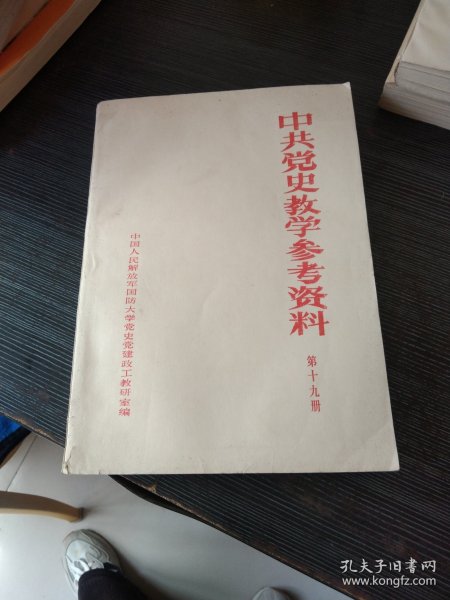 中共党史教学参考资料
第十九册
中国人民解放军国防大学党史党建政工教研室编
孔夫子旧书网
www.kongfz.com